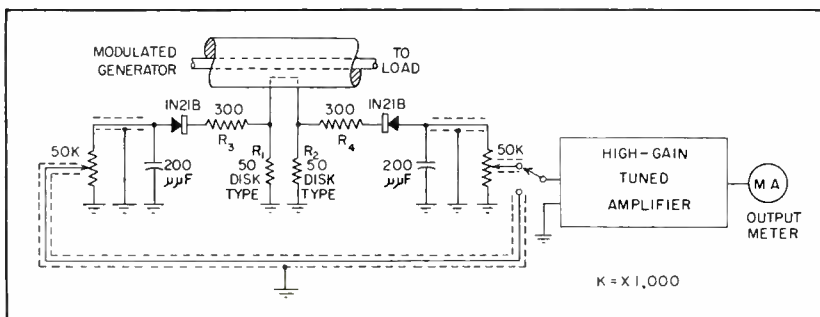 MODULATED GENERATOR
TO LOAD
1N21B
300
R3
300
R4
1N21B
50K
200 µµF
R1 50 DISK TYPE
R2 50 DISK TYPE
200 µµF
50K
HIGH-GAIN TUNED AMPLIFIER
MA
OUTPUT METER
K = X 1,000